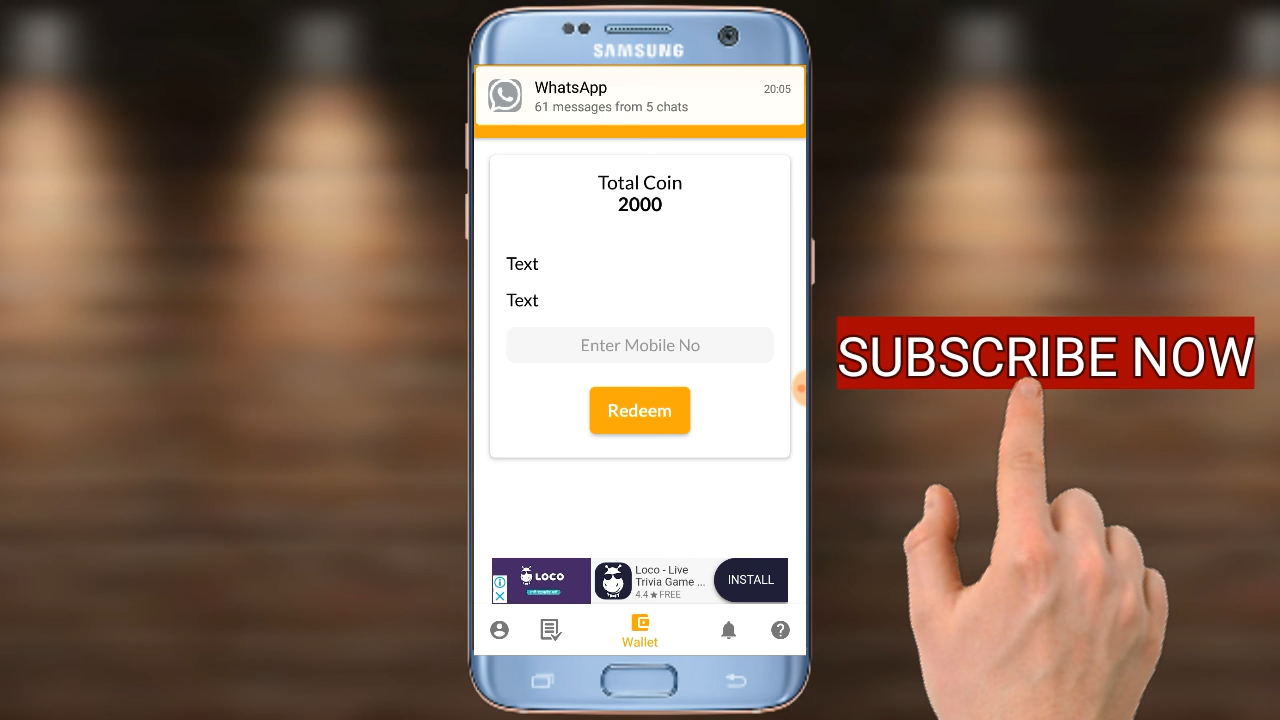 SAMSUNG
WhatsApp
20:05
61 messages from 5 chats
Total Coin
2000
Text
Text
Enter Mobile No
Redeem
SUBSCRIBE NOW
LOCO
Loco - Live
Trivia Game ...
4.4 ★ FREE
INSTALL
Wallet